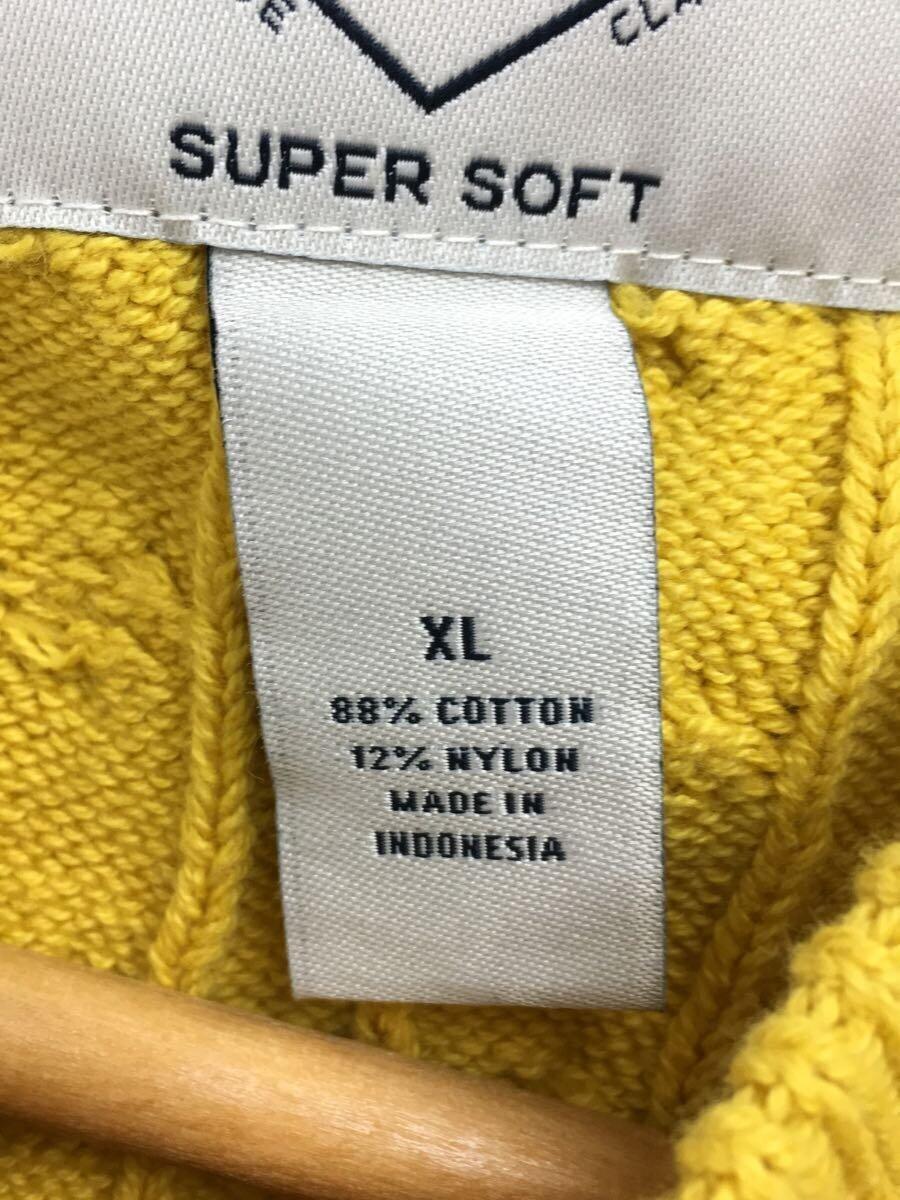 SUPER SOFT
XL
88% COTTON
12% NYLON
MADE IN
INDONESIA